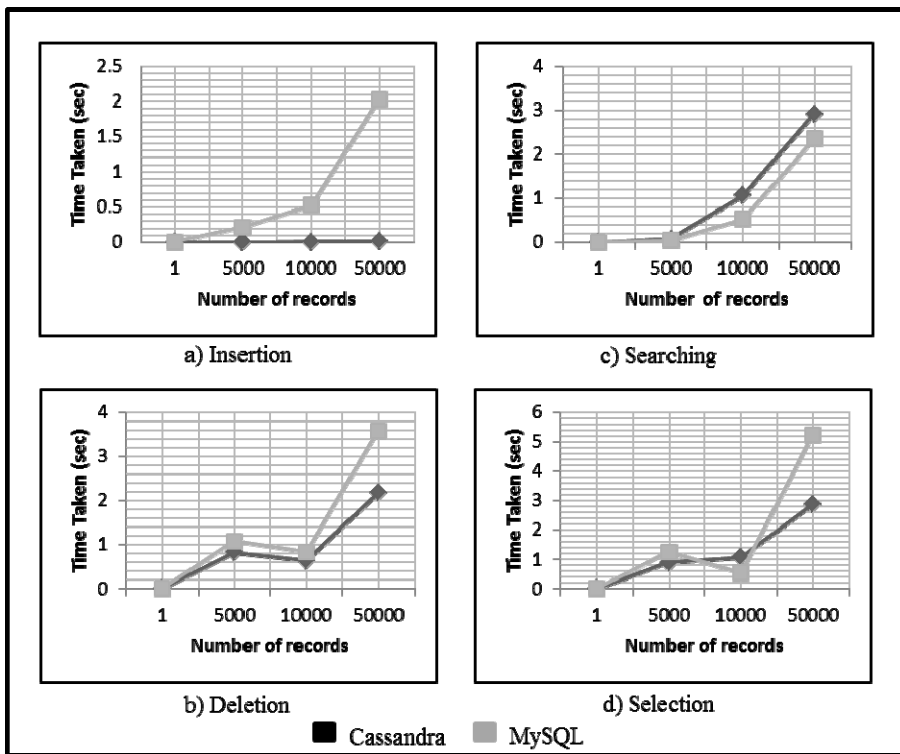 Time Taken (sec)
2.5
2
1.5
1
0.5
0
1 5000 10000 50000
Number of records
a) Insertion
Time Taken (sec)
4
3
2
1
0
1 5000 10000 50000
Number of records
c) Searching
Time Taken (sec)
4
3
2
1
0
1 5000 10000 50000
Number of records
b) Deletion
Time Taken (sec)
6
5
4
3
2
1
0
1 5000 10000 50000
Number of records
d) Selection
Cassandra MySQL